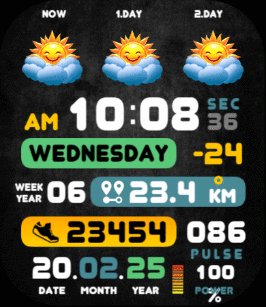 NOW 1.DAY 2.DAY
AM 10:08 SEC 36
WEDNESDAY -24°
WEEK YEAR 06 23.4 KM
23454 086 PULSE
20.02.25 100
DATE MONTH YEAR POWER %